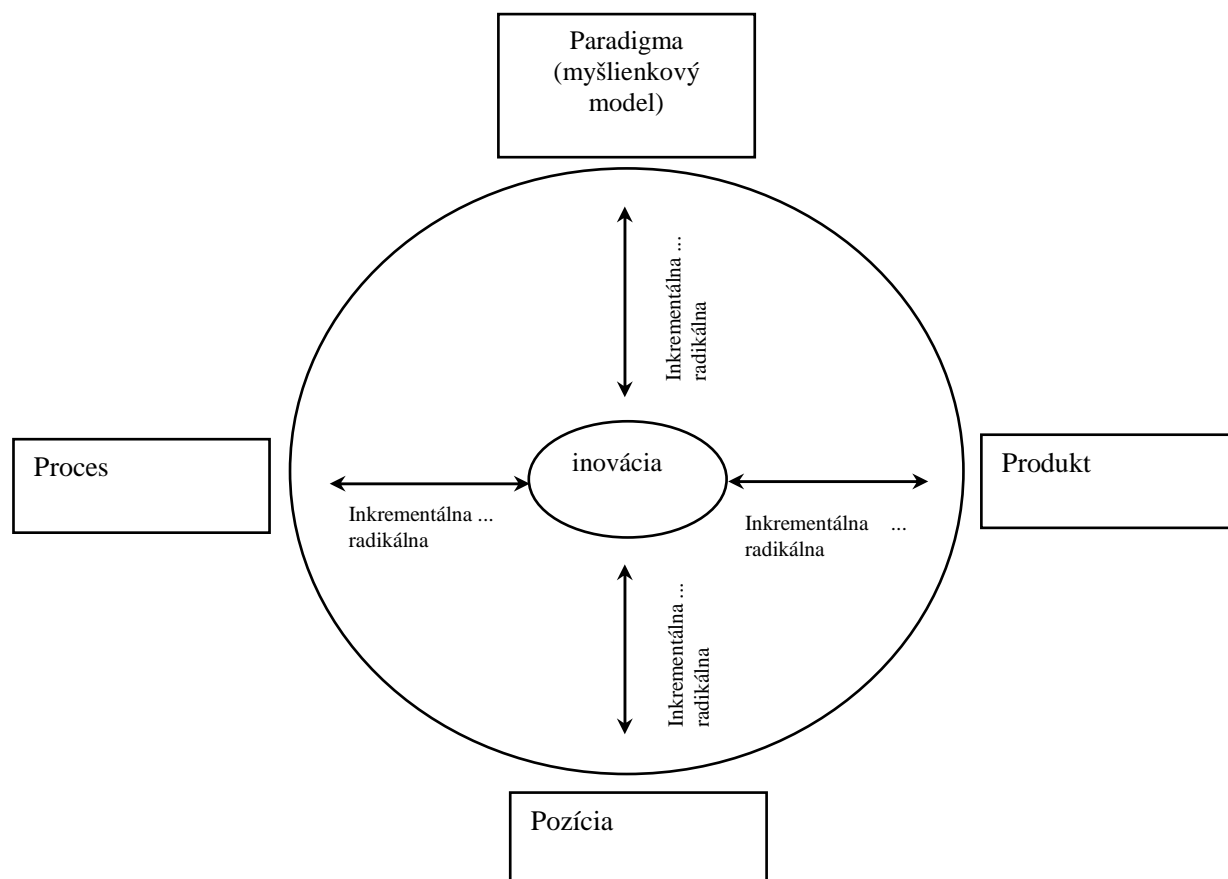 Paradigma
(myšlienkový
model)
Inkrementálna ...
radikálna
Proces
inovácia
Produkt
Inkrementálna ...
radikálna
Inkrementálna ...
radikálna
Inkrementálna ...
radikálna
Pozícia